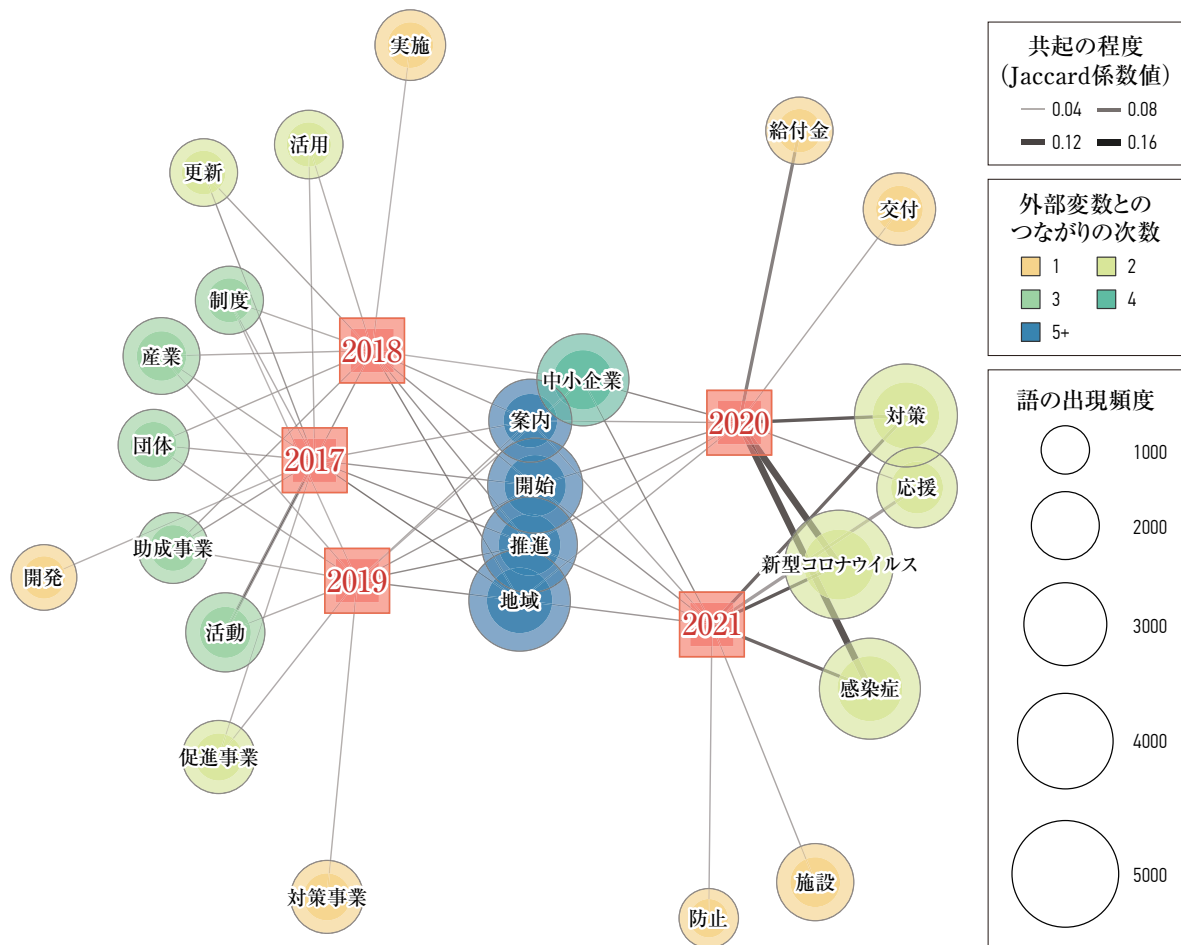 実施
活用
更新
給付金
交付
制度
産業
2018
中小企業
案内
2020
対策
団体
2017
開始
応援
助成事業
推進
新型コロナウイルス
開発
2019
地域
2021
活動
感染症
促進事業
対策事業
施設
防止
共起の程度
(Jaccard係数値)
0.04 0.08
0.12 0.16
外部変数との
つながりの次数
1 2
3 4
5+
語の出現頻度
1000
2000
3000
4000
5000